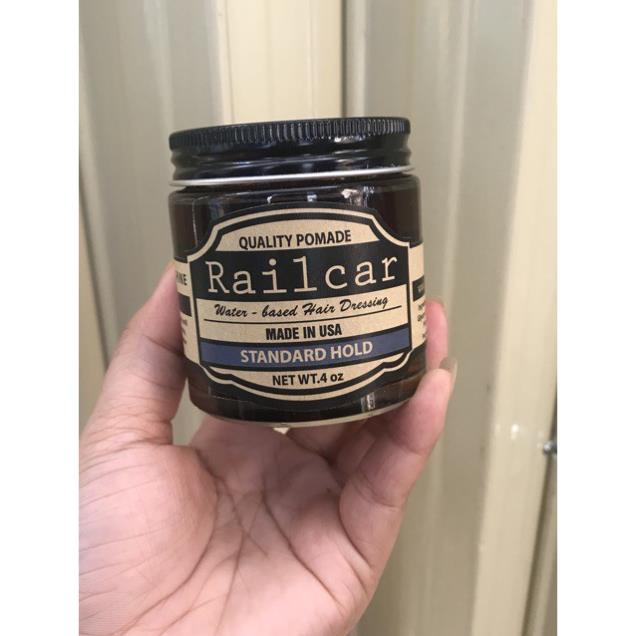 QUALITY POMADE
Railcar
Water - based Hair Dressing
MADE IN USA
STANDARD HOLD
NET WT.4 oz